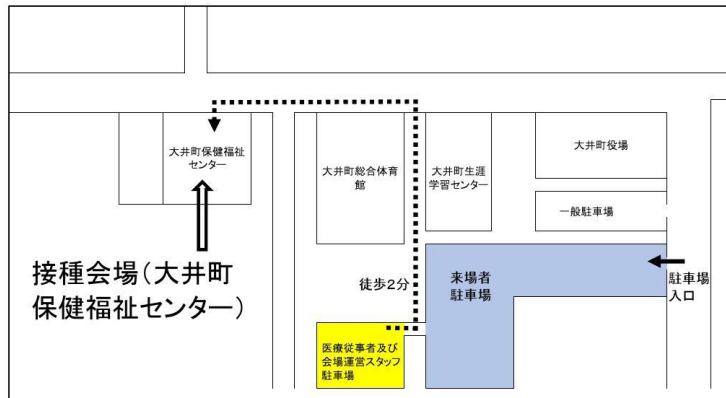 大井町保健福祉
センター
大井町総合体育
館
大井町生涯
学習センター
大井町役場
一般駐車場
接種会場（大井町
保健福祉センター）
徒歩2分
来場者
駐車場
駐車場
入口
医療従事者及び
会場運営スタッフ
駐車場